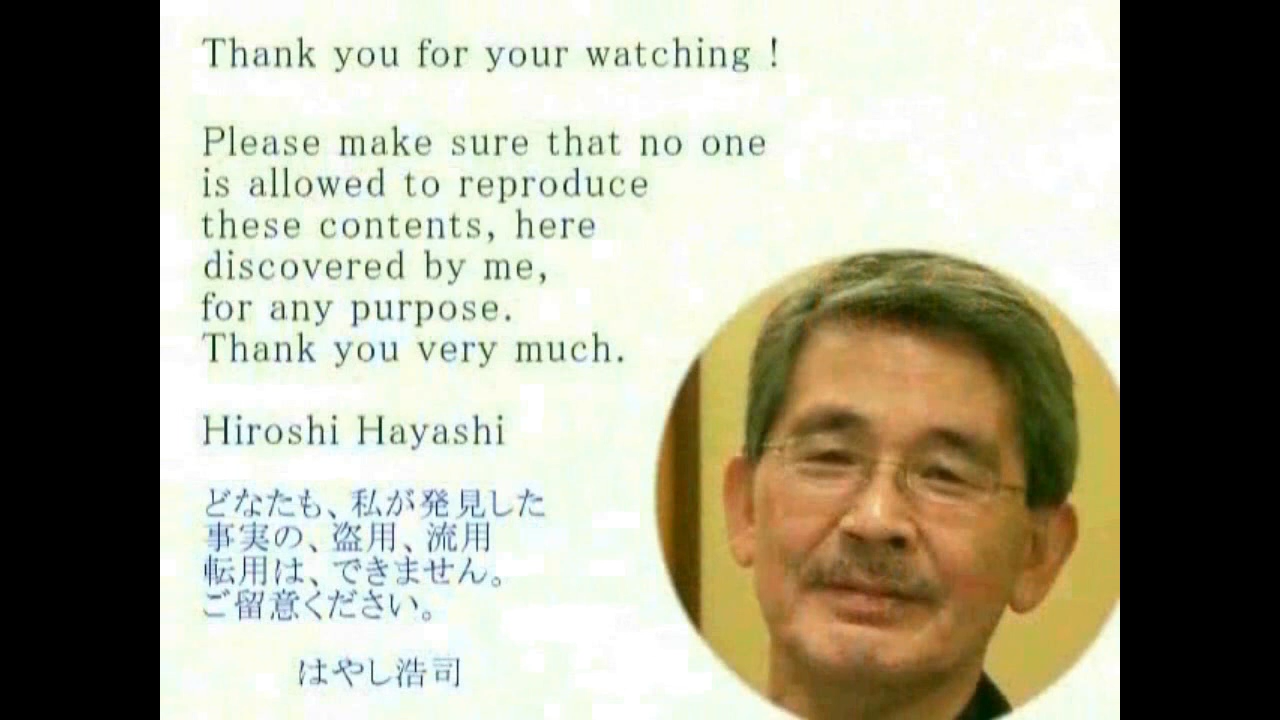 Thank you for your watching !
Please make sure that no one
is allowed to reproduce
these contents, here
discovered by me,
for any purpose.
Thank you very much.
Hiroshi Hayashi
どなたも、私が発見した
事実の、盗用、流用
転用は、できません。
ご留意ください。
はやし浩司